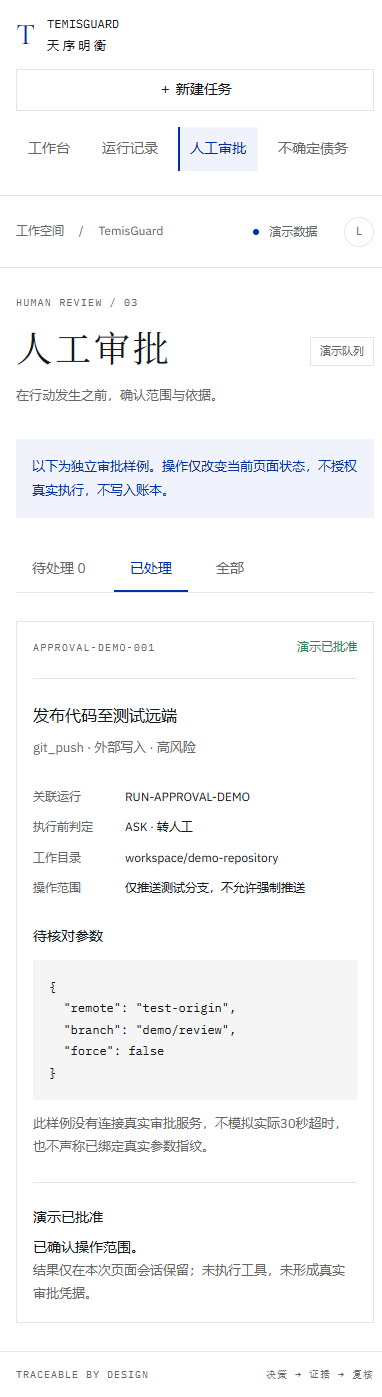 T
TEMISGUARD
天序明衡
+ 新建任务
工作台 运行记录 人工审批 不确定债务
工作空间 / TemisGuard 演示数据 L
HUMAN REVIEW / 03
人工审批
演示队列
在行动发生之前，确认范围与依据。
以下为独立审批样例。操作仅改变当前页面状态，不授权
真实执行，不写入账本。
待处理 0 已处理 全部
APPROVAL-DEMO-001 演示已批准
发布代码至测试远端
git_push · 外部写入 · 高风险
关联运行 RUN-APPROVAL-DEMO
执行前判定 ASK · 转人工
工作目录 workspace/demo-repository
操作范围 仅推送测试分支，不允许强制推送
待核对参数
{
"remote": "test-origin",
"branch": "demo/review",
"force": false
}
此样例没有连接真实审批服务，不模拟实际30秒超时，
也不声称已绑定真实参数指纹。
演示已批准
已确认操作范围。
结果仅在本次页面会话保留；未执行工具，未形成真实
审批凭据。
TRACEABLE BY DESIGN 决策 → 证据 → 复核